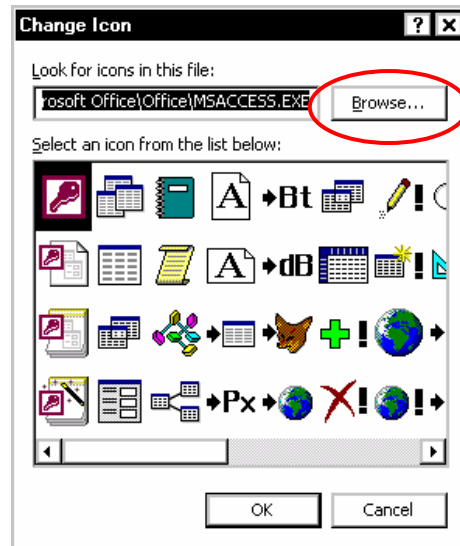 Change Icon
Look for icons in this file:
rosoft Office\Office\MSACCESS.EXE Browse...
Select an icon from the list below:
A Bt !
A dB !
!
Px ! !
OK Cancel